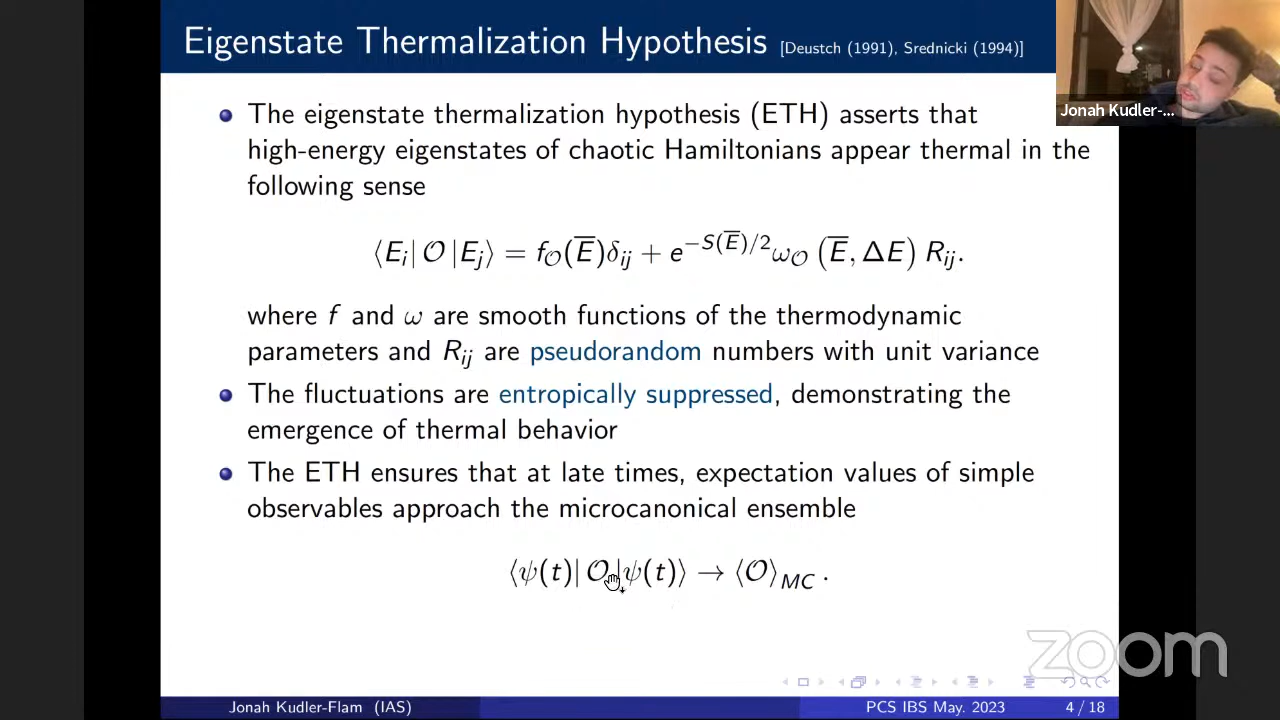 Eigenstate Thermalization Hypothesis [Deustch (1991), Srednicki (1994)]
Jonah Kudler-...
The eigenstate thermalization hypothesis (ETH) asserts that
high-energy eigenstates of chaotic Hamiltonians appear thermal in the
following sense
⟨E_i| 𝒪 |E_j⟩ = f_𝒪(E̅)δ_ij + e^{−S(E̅)/2}ω_𝒪 (E̅, ΔE) R_ij.
where f and ω are smooth functions of the thermodynamic
parameters and R_ij are pseudorandom numbers with unit variance
The fluctuations are entropically suppressed, demonstrating the
emergence of thermal behavior
The ETH ensures that at late times, expectation values of simple
observables approach the microcanonical ensemble
⟨ψ(t)| 𝒪 |ψ(t)⟩ → ⟨𝒪⟩_MC .
zoom
Jonah Kudler-Flam (IAS) PCS IBS May. 2023 4 / 18